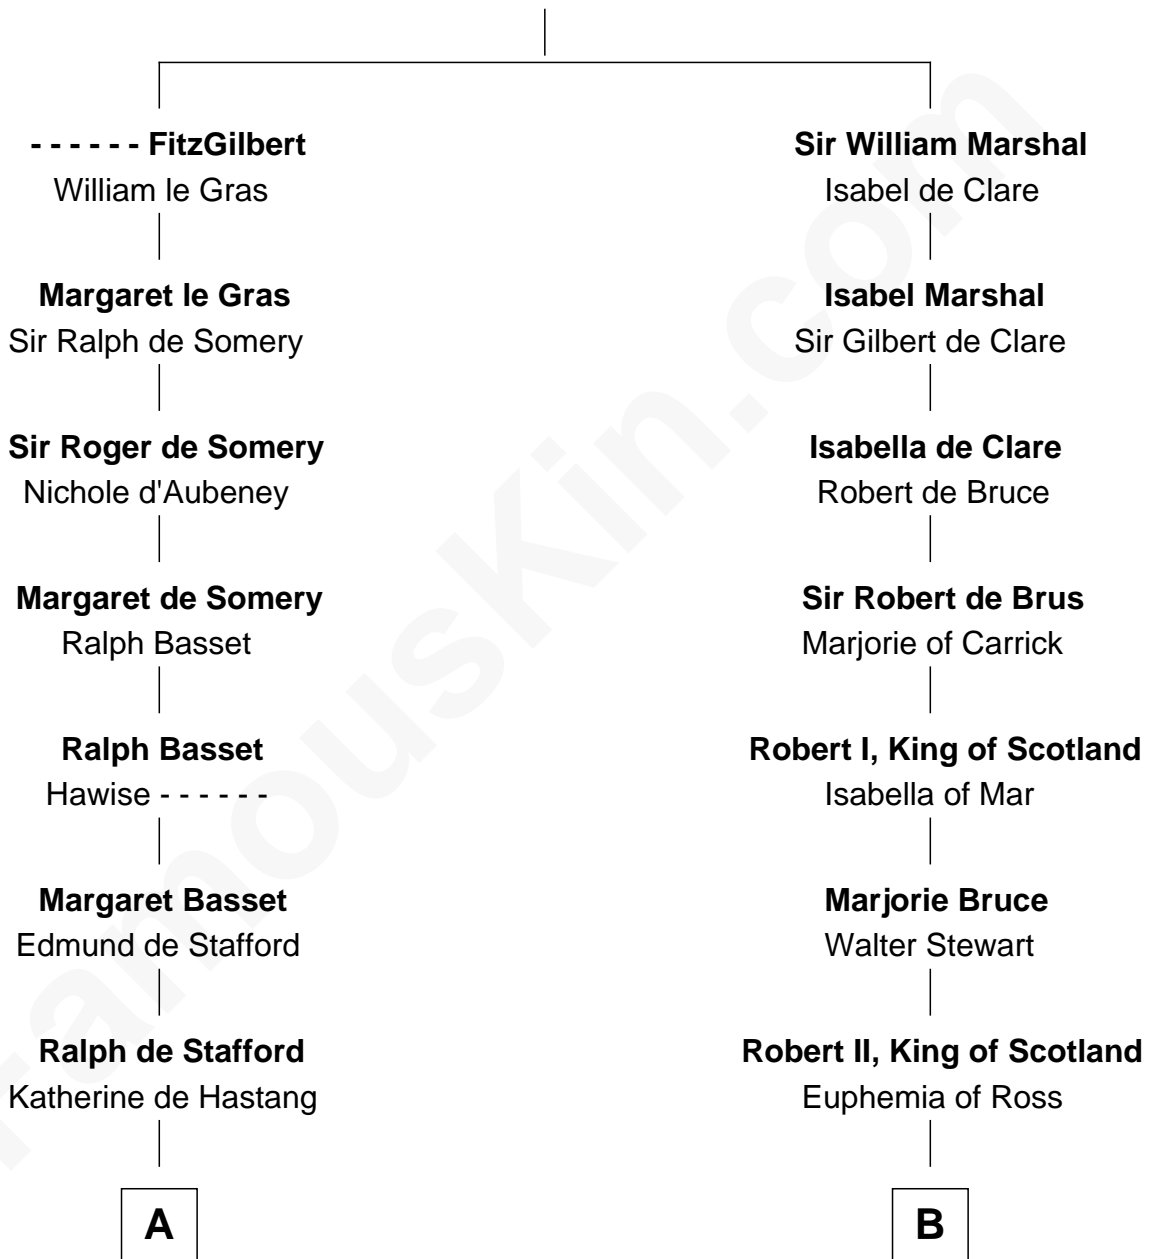 - - - - - - FitzGilbert
William le Gras
Margaret le Gras
Sir Ralph de Somery
Sir Roger de Somery
Nichole d'Aubeney
Margaret de Somery
Ralph Basset
Ralph Basset
Hawise - - - - - -
Margaret Basset
Edmund de Stafford
Ralph de Stafford
Katherine de Hastang
A
Sir William Marshal
Isabel de Clare
Isabel Marshal
Sir Gilbert de Clare
Isabella de Clare
Robert de Bruce
Sir Robert de Brus
Marjorie of Carrick
Robert I, King of Scotland
Isabella of Mar
Marjorie Bruce
Walter Stewart
Robert II, King of Scotland
Euphemia of Ross
B
FamousKin.com